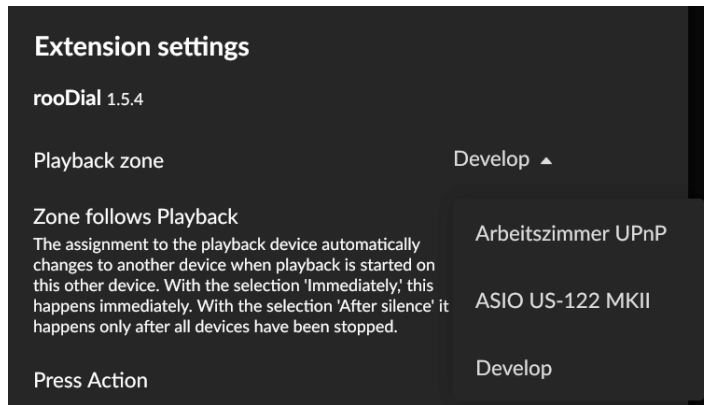 Extension settings
rooDial 1.5.4
Playback zone
Develop
Zone follows Playback
The assignment to the playback device automatically
changes to another device when playback is started on
this other device. With the selection 'Immediately,' this
happens immediately. With the selection 'After silence' it
happens only after all devices have been stopped.
Arbeitszimmer UPnP
ASIO US-122 MKII
Develop
Press Action